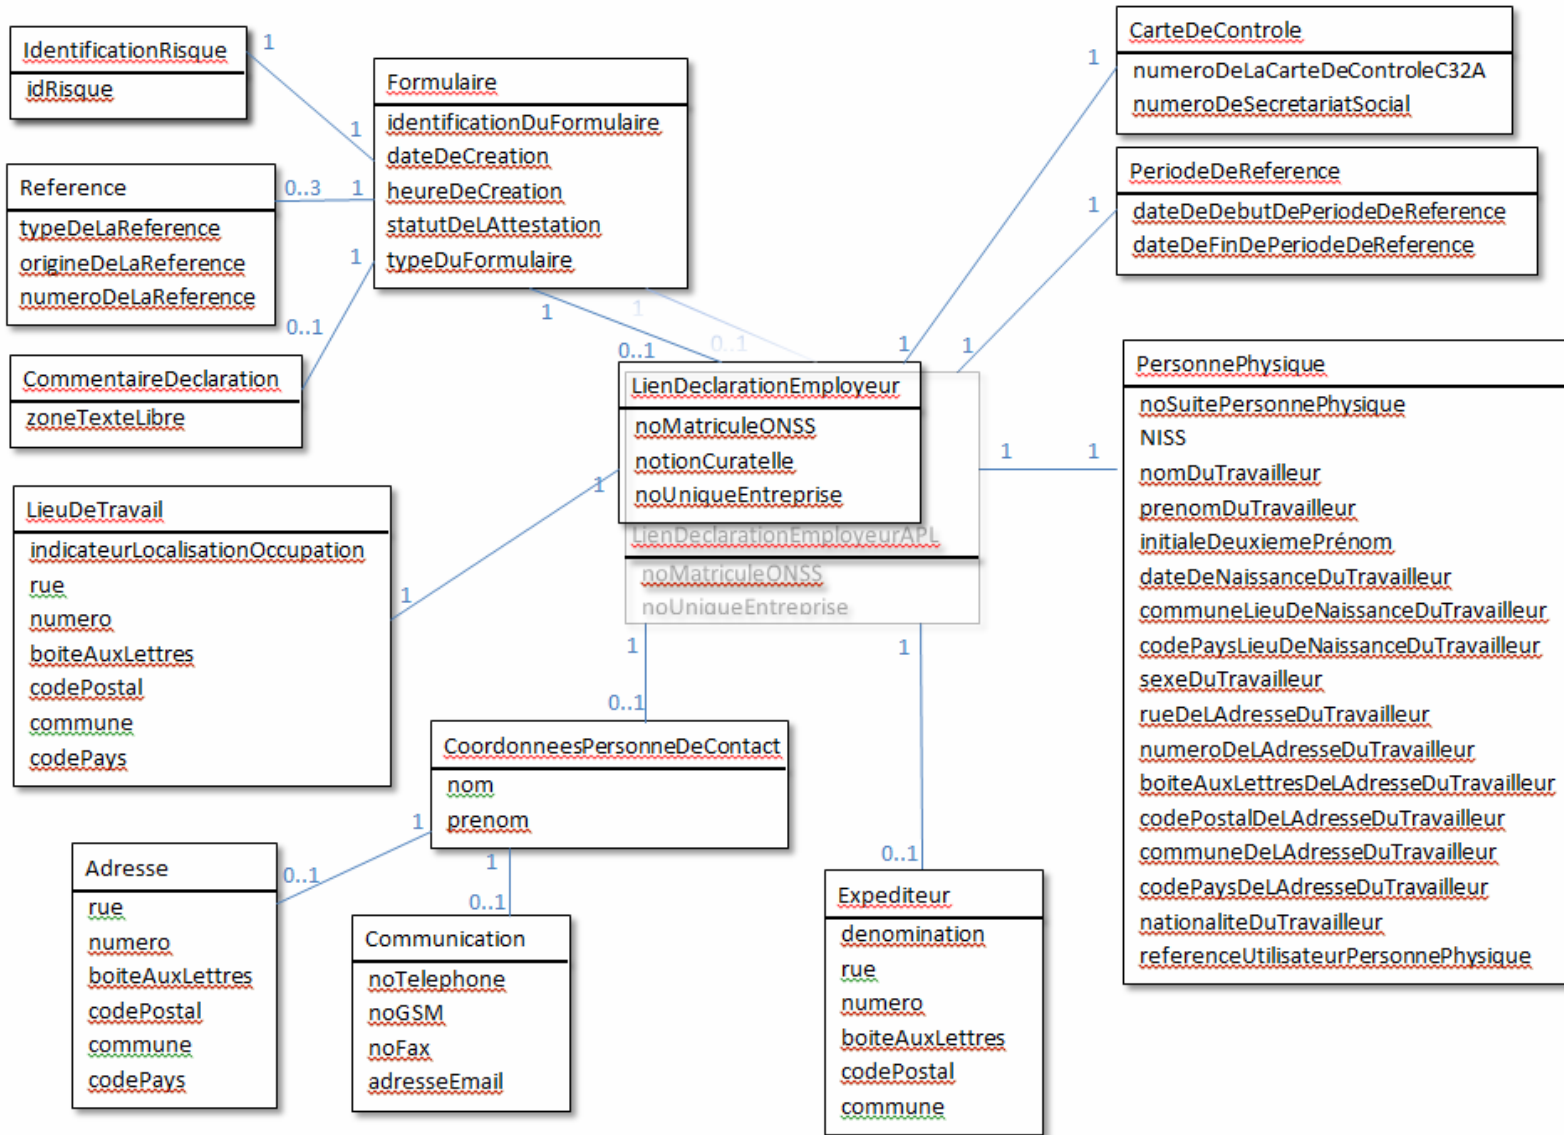 IdentificationRisque
idRisque
1
1
Formulaire
identificationDuFormulaire
dateDeCreation
heureDeCreation
statutDeLAttestation
typeDuFormulaire
CarteDeControle
numeroDeLaCarteDeControleC32A
numeroDeSecretariatSocial
1
1
Reference
typeDeLaReference
origineDeLaReference
numeroDeLaReference
0..3
1
PeriodeDeReference
dateDeDebutDePeriodeDeReference
dateDeFinDePeriodeDeReference
1
1
CommentaireDeclaration
zoneTexteLibre
1
0..1
1
0..1
1
0..1
LienDeclarationEmployeur
noMatriculeONSS
notionCuratelle
noUniqueEntreprise
LienDeclarationEmployeurAPL
noMatriculeONSS
noUniqueEntreprise
1
1
PersonnePhysique
noSuitePersonnePhysique
NISS
nomDuTravailleur
prenomDuTravailleur
initialeDeuxiemePrénom
dateDeNaissanceDuTravailleur
communeLieuDeNaissanceDuTravailleur
codePaysLieuDeNaissanceDuTravailleur
sexeDuTravailleur
rueDeLAdresseDuTravailleur
numeroDeLAdresseDuTravailleur
boiteAuxLettresDeLAdresseDuTravailleur
codePostalDeLAdresseDuTravailleur
communeDeLAdresseDuTravailleur
codePaysDeLAdresseDuTravailleur
nationaliteDuTravailleur
referenceUtilisateurPersonnePhysique
LieuDeTravail
indicateurLocalisationOccupation
rue
numero
boiteAuxLettres
codePostal
commune
codePays
1
1
1
0..1
CoordonneesPersonneDeContact
nom
prenom
1
0..1
Adresse
rue
numero
boiteAuxLettres
codePostal
commune
codePays
1
0..1
Communication
noTelephone
noGSM
noFax
adresseEmail
1
0..1
Expediteur
denomination
rue
numero
boiteAuxLettres
codePostal
commune